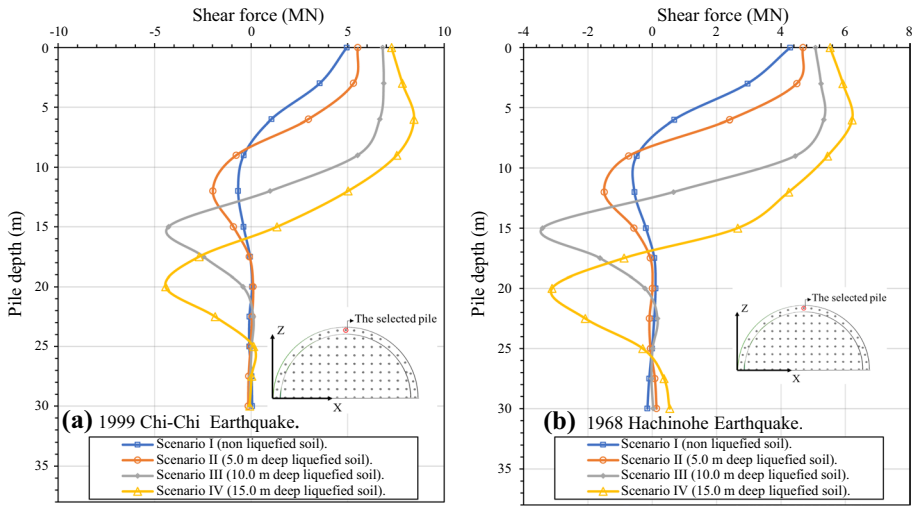 Shear force (MN)
-10 -5 0 5 10
0
5
10
15
20
25
30
35
Pile depth (m)
The selected pile
Z
X
(a) 1999 Chi-Chi Earthquake.
Scenario I (non liquefied soil).
Scenario II (5.0 m deep liquefied soil).
Scenario III (10.0 m deep liquefied soil).
Scenario IV (15.0 m deep liquefied soil).
Shear force (MN)
-4 -2 0 2 4 6 8
0
5
10
15
20
25
30
35
Pile depth (m)
The selected pile
Z
X
(b) 1968 Hachinohe Earthquake.
Scenario I (non liquefied soil).
Scenario II (5.0 m deep liquefied soil).
Scenario III (10.0 m deep liquefied soil).
Scenario IV (15.0 m deep liquefied soil).